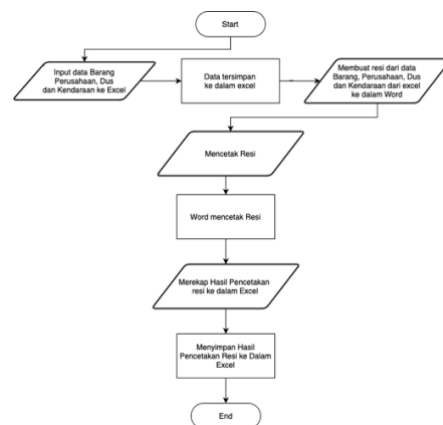 Start
Input data Barang
Perusahaan, Dus
dan Kendaraan ke Excel
Data tersimpan
ke dalam excel
Membuat resi dari data
Barang, Perusahaan, Dus
dan Kendaraan dari excel
ke dalam Word
Mencetak Resi
Word mencetak Resi
Merekap Hasil Pencetakan
resi ke dalam Excel
Menyimpan Hasil
Pencetakan Resi ke Dalam
Excel
End